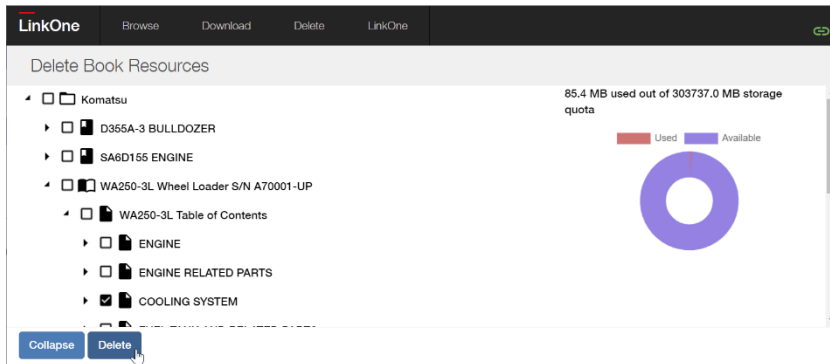 LinkOne Browse Download Delete LinkOne
Delete Book Resources
Komatsu
D355A-3 BULLDOZER
SA6D155 ENGINE
WA250-3L Wheel Loader S/N A70001-UP
WA250-3L Table of Contents
ENGINE
ENGINE RELATED PARTS
COOLING SYSTEM
85.4 MB used out of 303737.0 MB storage
quota
Used Available
Collapse Delete